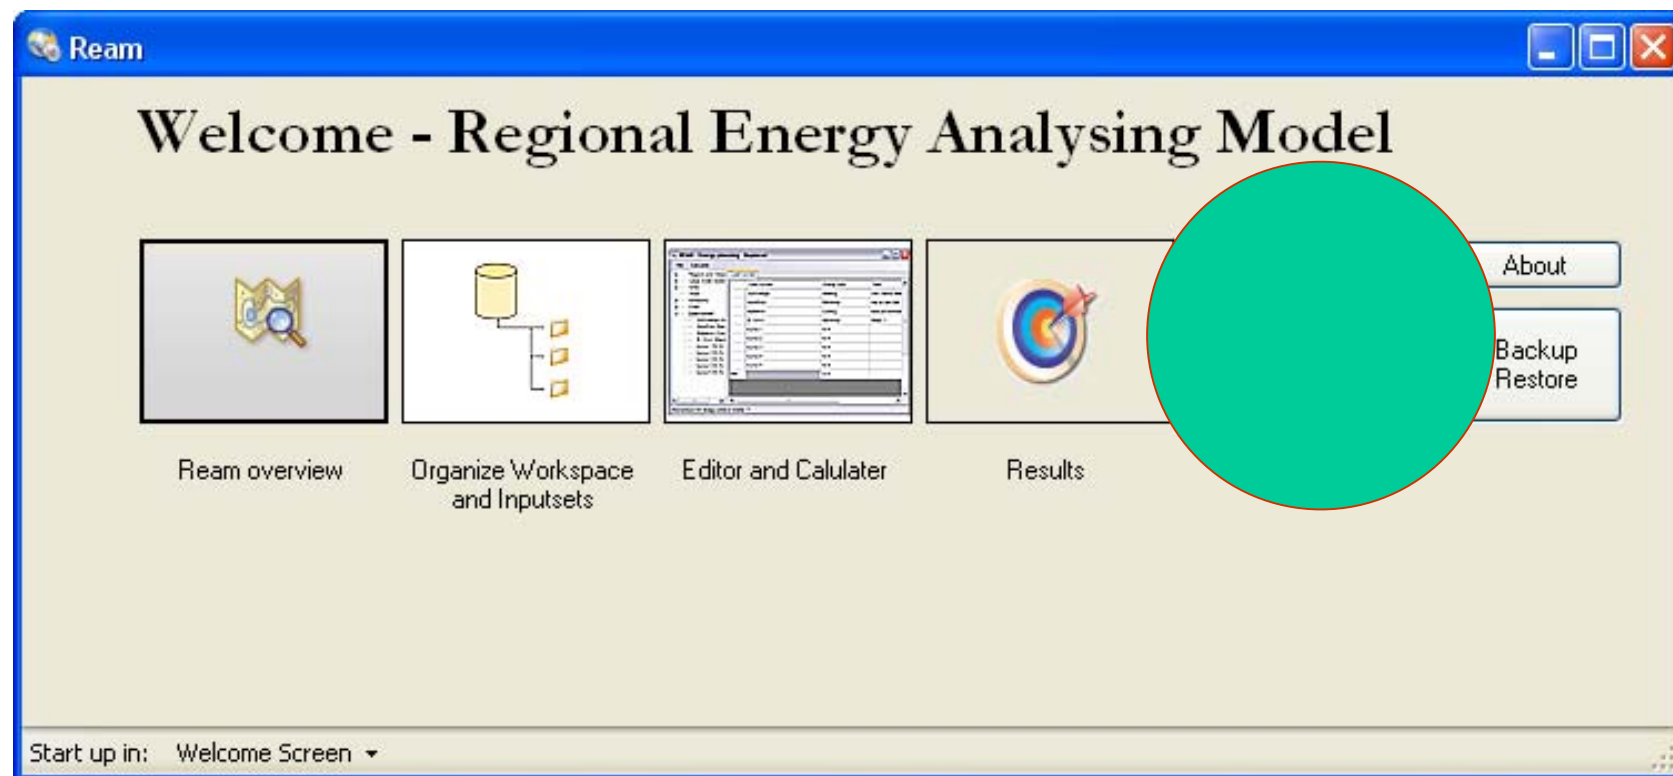 Ream
Welcome - Regional Energy Analysing Model
About
Backup
Restore
Ream overview
Organize Workspace
and Inputsets
Editor and Calulater
Results
Start up in: Welcome Screen